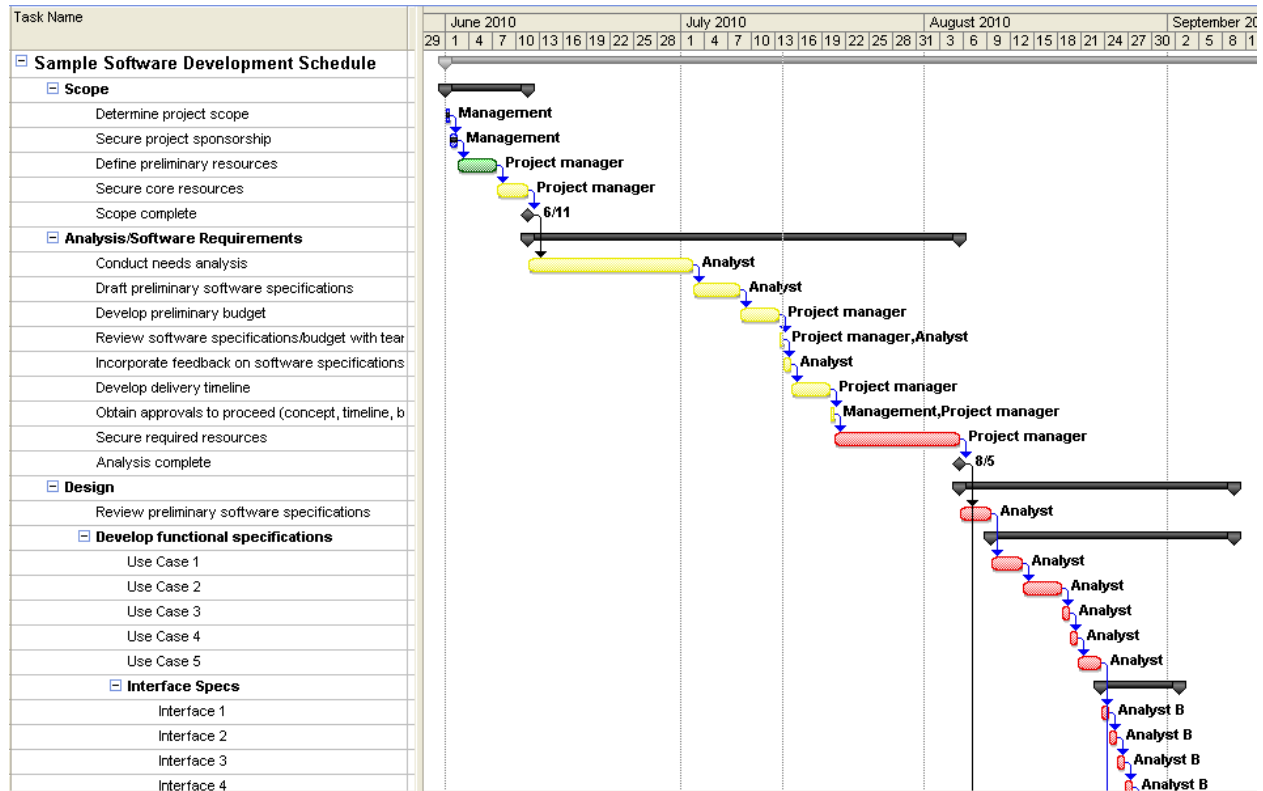 Task Name
June 2010 July 2010 August 2010 September 20
29 1 4 7 10 13 16 19 22 25 28 1 4 7 10 13 16 19 22 25 28 31 3 6 9 12 15 18 21 24 27 30 2 5 8 1
Sample Software Development Schedule
Scope
Determine project scope Management
Secure project sponsorship Management
Define preliminary resources Project manager
Secure core resources Project manager
Scope complete 6/11
Analysis/Software Requirements
Conduct needs analysis Analyst
Draft preliminary software specifications Analyst
Develop preliminary budget Project manager
Review software specifications/budget with tear Project manager,Analyst
Incorporate feedback on software specifications Analyst
Develop delivery timeline Project manager
Obtain approvals to proceed (concept, timeline, b Management,Project manager
Secure required resources Project manager
Analysis complete 8/5
Design
Review preliminary software specifications Analyst
Develop functional specifications
Use Case 1 Analyst
Use Case 2 Analyst
Use Case 3 Analyst
Use Case 4 Analyst
Use Case 5 Analyst
Interface Specs
Interface 1 Analyst B
Interface 2 Analyst B
Interface 3 Analyst B
Interface 4 Analyst B